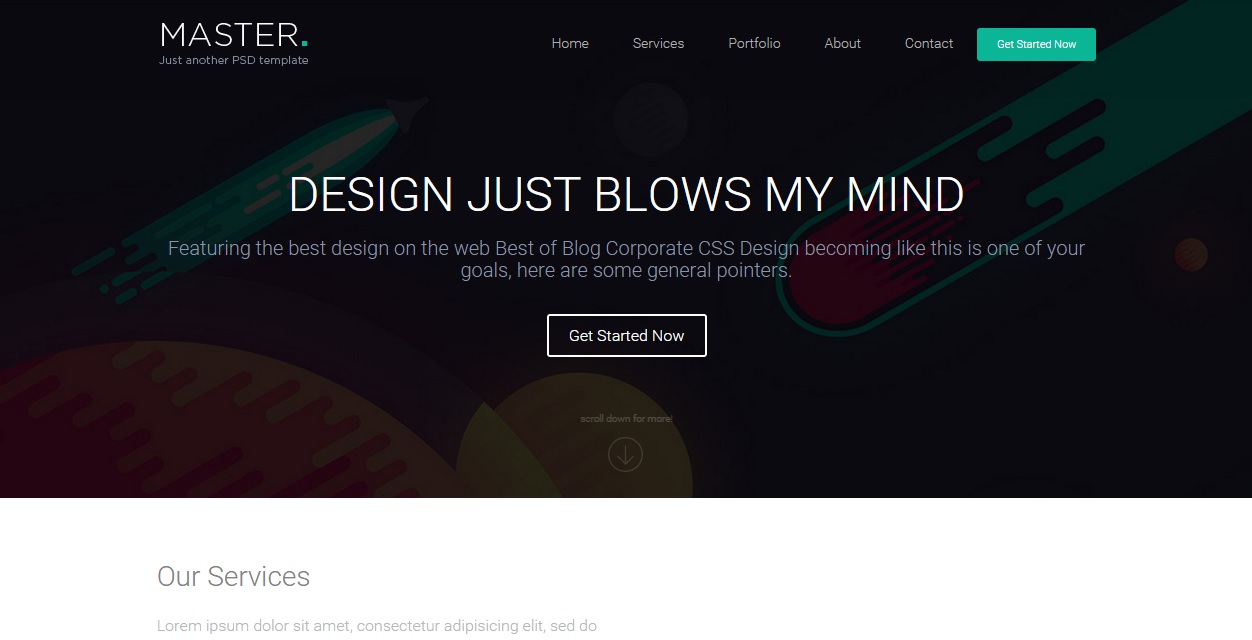 MASTER.
Just another PSD template
Home
Services
Portfolio
About
Contact
Get Started Now
DESIGN JUST BLOWS MY MIND
Featuring the best design on the web Best of Blog Corporate CSS Design becoming like this is one of your
goals, here are some general pointers.
Get Started Now
scroll down for more!
Our Services
Lorem ipsum dolor sit amet, consectetur adipisicing elit, sed do